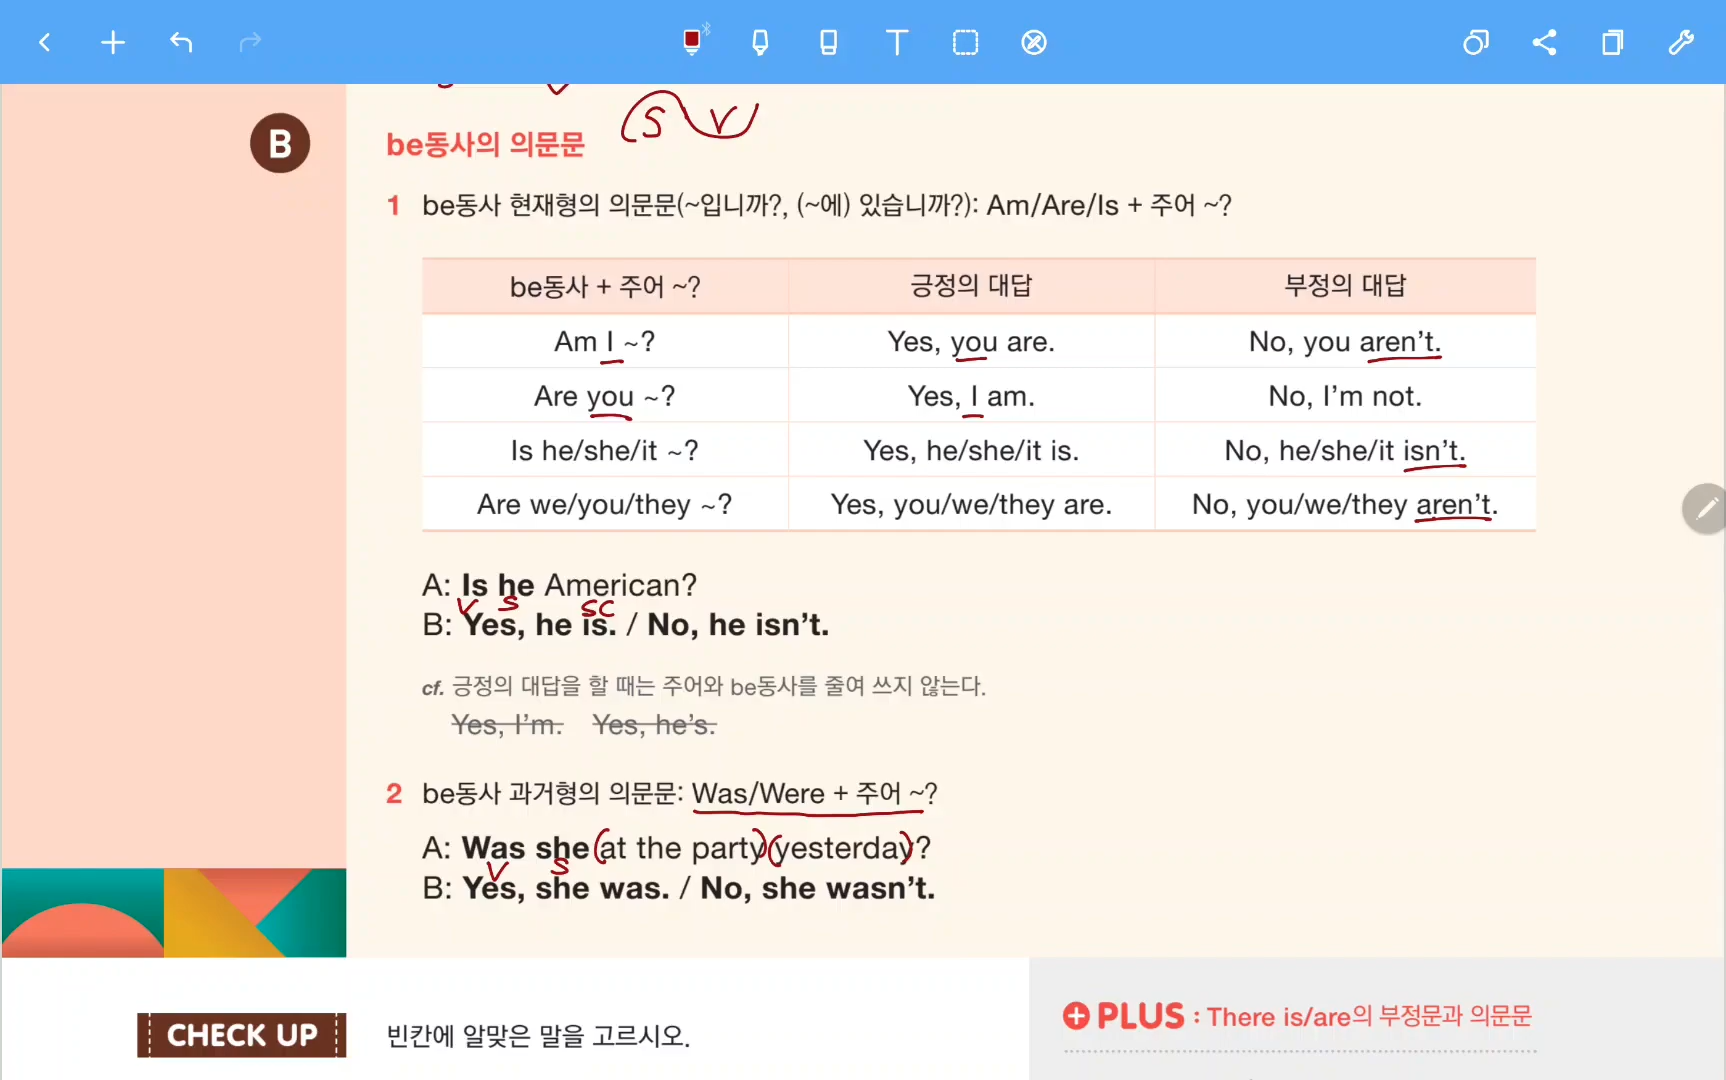 S V
B be동사의 의문문
1 be동사 현재형의 의문문(~입니까?, (~에) 있습니까?): Am/Are/Is + 주어 ~?
be동사 + 주어 ~? 긍정의 대답 부정의 대답
Am I ~? Yes, you are. No, you aren’t.
Are you ~? Yes, I am. No, I’m not.
Is he/she/it ~? Yes, he/she/it is. No, he/she/it isn’t.
Are we/you/they ~? Yes, you/we/they are. No, you/we/they aren’t.
A: Is he American?
V S SC
B: Yes, he is. / No, he isn’t.
cf. 긍정의 대답을 할 때는 주어와 be동사를 줄여 쓰지 않는다.
Yes, I’m. Yes, he’s.
2 be동사 과거형의 의문문: Was/Were + 주어 ~?
A: Was she (at the party) (yesterday)?
V S
B: Yes, she was. / No, she wasn’t.
CHECK UP 빈칸에 알맞은 말을 고르시오.
PLUS : There is/are의 부정문과 의문문